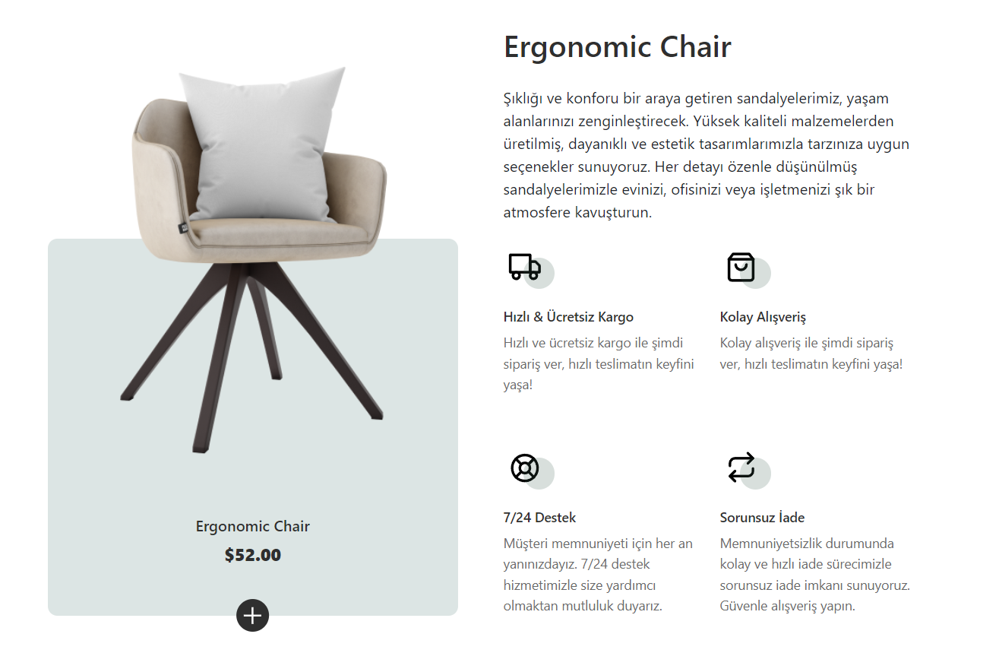 Ergonomic Chair
Şıklığı ve konforu bir araya getiren sandalyelerimiz, yaşam
alanlarınızı zenginleştirecek. Yüksek kaliteli malzemelerden
üretilmiş, dayanıklı ve estetik tasarımlarımızla tarzınıza uygun
seçenekler sunuyoruz. Her detayı özenle düşünülmüş
sandalyelerimizle evinizi, ofisinizi veya işletmenizi şık bir
atmosfere kavuşturun.
Hızlı & Ücretsiz Kargo
Hızlı ve ücretsiz kargo ile şimdi
sipariş ver, hızlı teslimatın keyfini
yaşa!
Kolay Alışveriş
Kolay alışveriş ile şimdi sipariş
ver, hızlı teslimatın keyfini yaşa!
7/24 Destek
Müşteri memnuniyeti için her an
yanınızdayız. 7/24 destek
hizmetimizle size yardımcı
olmaktan mutluluk duyarız.
Sorunsuz İade
Memnuniyetsizlik durumunda
kolay ve hızlı iade sürecimizle
sorunsuz iade imkanı sunuyoruz.
Güvenle alışveriş yapın.
Ergonomic Chair
$52.00